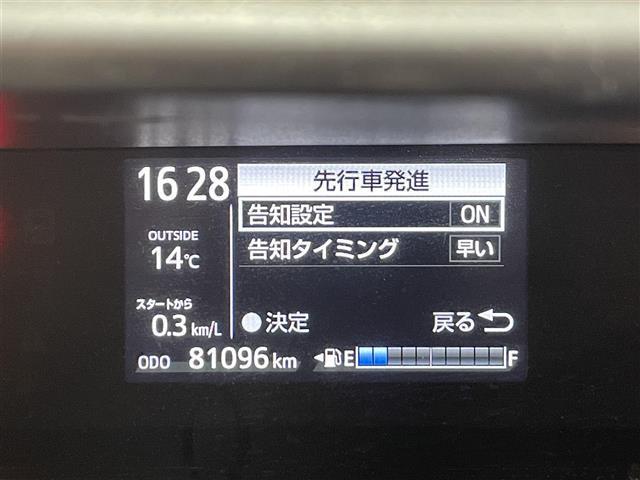 16 28
先行車発進
告知設定 ON
OUTSIDE
14℃
告知タイミング 早い
スタートから
0.3 km/L
決定 戻る
ODO 81096 km E F